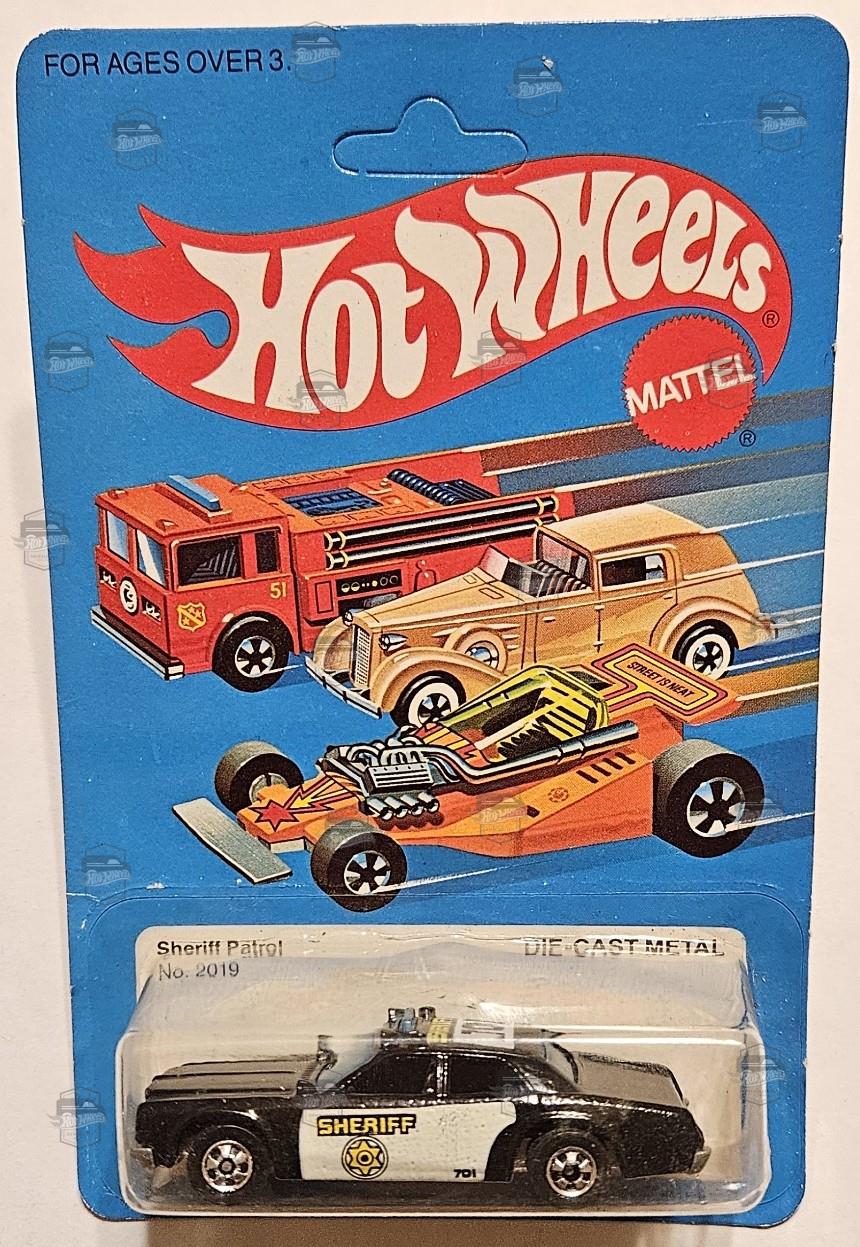 FOR AGES OVER 3.
HOT WHEELS ®
MATTEL ®
51
STREET IS NEAT
Sheriff Patrol
No. 2019
DIE-CAST METAL
SHERIFF
701